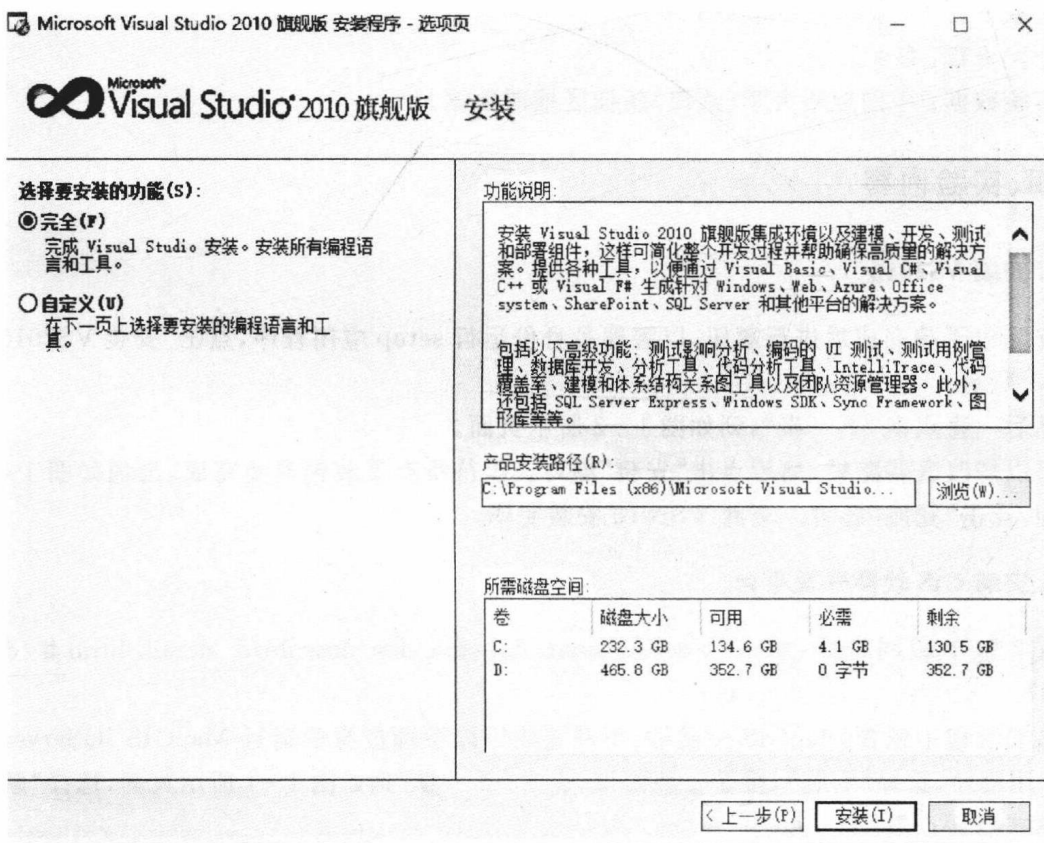 Microsoft Visual Studio 2010 旗舰版 安装程序 - 选项页
Microsoft
Visual Studio 2010 旗舰版 安装
选择要安装的功能(S):
完全(F)
完成 Visual Studio 安装。安装所有编程语
言和工具。
自定义(U)
在下一页上选择要安装的编程语言和工
具。
功能说明:
安装 Visual Studio 2010 旗舰版集成环境以及建模、开发、测试
和部署组件，这样可简化整个开发过程并帮助确保高质量的解决方
案。提供各种工具，以便通过 Visual Basic、Visual C#、Visual
C++ 或 Visual F# 生成针对 Windows、Web、Azure、Office
system、SharePoint、SQL Server 和其他平台的解决方案。
包括以下高级功能: 测试影响分析、编码的 UI 测试、测试用例管
理、数据库开发、分析工具、代码分析工具、IntelliTrace、代码
覆盖率、建模和体系结构关系图工具以及团队资源管理器。此外，
还包括 SQL Server Express、Windows SDK、Sync Framework、图
形库等等。
产品安装路径(R):
C:\Program Files (x86)\Microsoft Visual Studio...
浏览(W)...
所需磁盘空间:
卷 磁盘大小 可用 必需 剩余
C: 232.3 GB 134.6 GB 4.1 GB 130.5 GB
D: 465.8 GB 352.7 GB 0 字节 352.7 GB
< 上一步(P) 安装(I) 取消